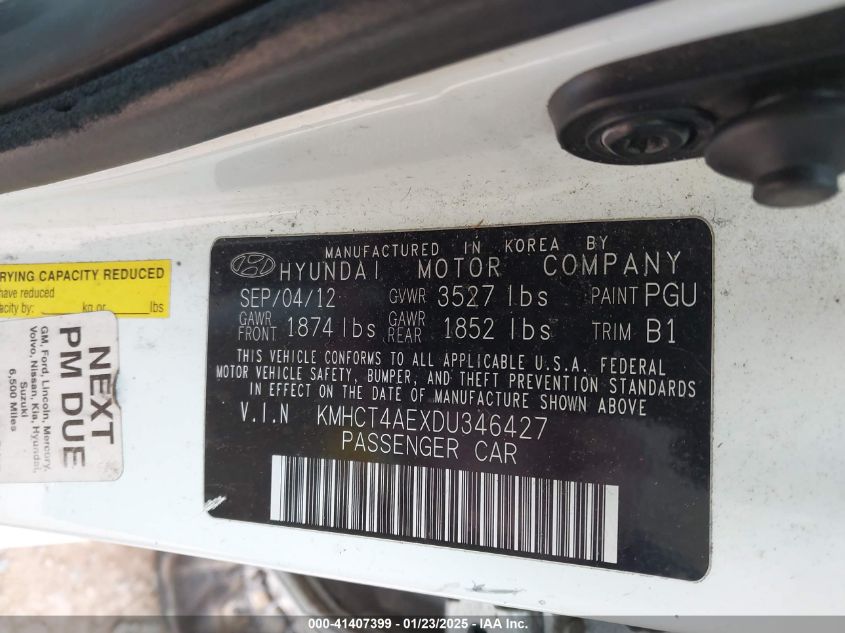 MANUFACTURED IN KOREA BY
HYUNDAI MOTOR COMPANY
SEP/04/12 GVWR 3527 lbs PAINT PGU
GAWR FRONT 1874 lbs GAWR REAR 1852 lbs TRIM B1
THIS VEHICLE CONFORMS TO ALL APPLICABLE U.S.A. FEDERAL
MOTOR VEHICLE SAFETY, BUMPER, AND THEFT PREVENTION STANDARDS
IN EFFECT ON THE DATE OF MANUFACTURE SHOWN ABOVE
V.I.N KMHCT4AEXDU346427
PASSENGER CAR
RYING CAPACITY REDUCED
have reduced
acity by: kg or lbs
NEXT
PM DUE
GM, Ford, Lincoln, Mercury,
Volvo, Nissan, Kia, Hyundai,
Suzuki
6,500 Miles
000-41407399 - 01/23/2025 - IAA Inc.